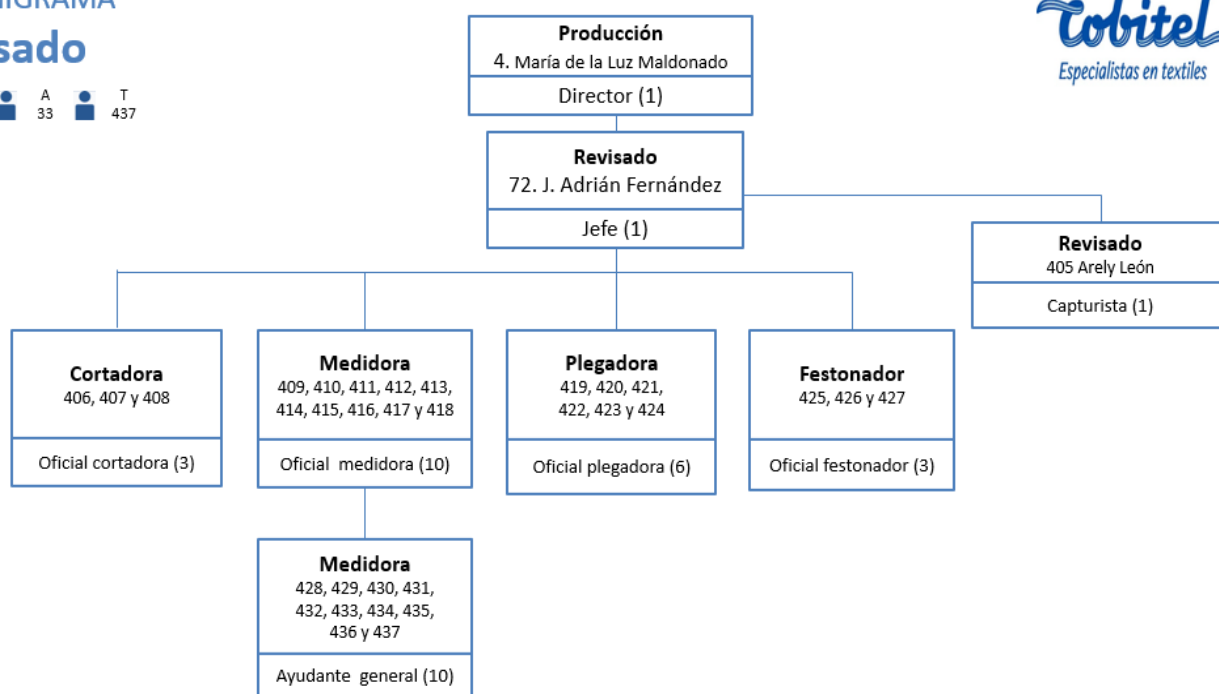 NIGRAMA
sado
A
33
T
437
Tobitel
Especialistas en textiles
Producción
4. María de la Luz Maldonado
Director (1)
Revisado
72. J. Adrián Fernández
Jefe (1)
Revisado
405 Arely León
Capturista (1)
Cortadora
406, 407 y 408
Oficial cortadora (3)
Medidora
409, 410, 411, 412, 413,
414, 415, 416, 417 y 418
Oficial medidora (10)
Plegadora
419, 420, 421,
422, 423 y 424
Oficial plegadora (6)
Festonador
425, 426 y 427
Oficial festonador (3)
Medidora
428, 429, 430, 431,
432, 433, 434, 435,
436 y 437
Ayudante general (10)